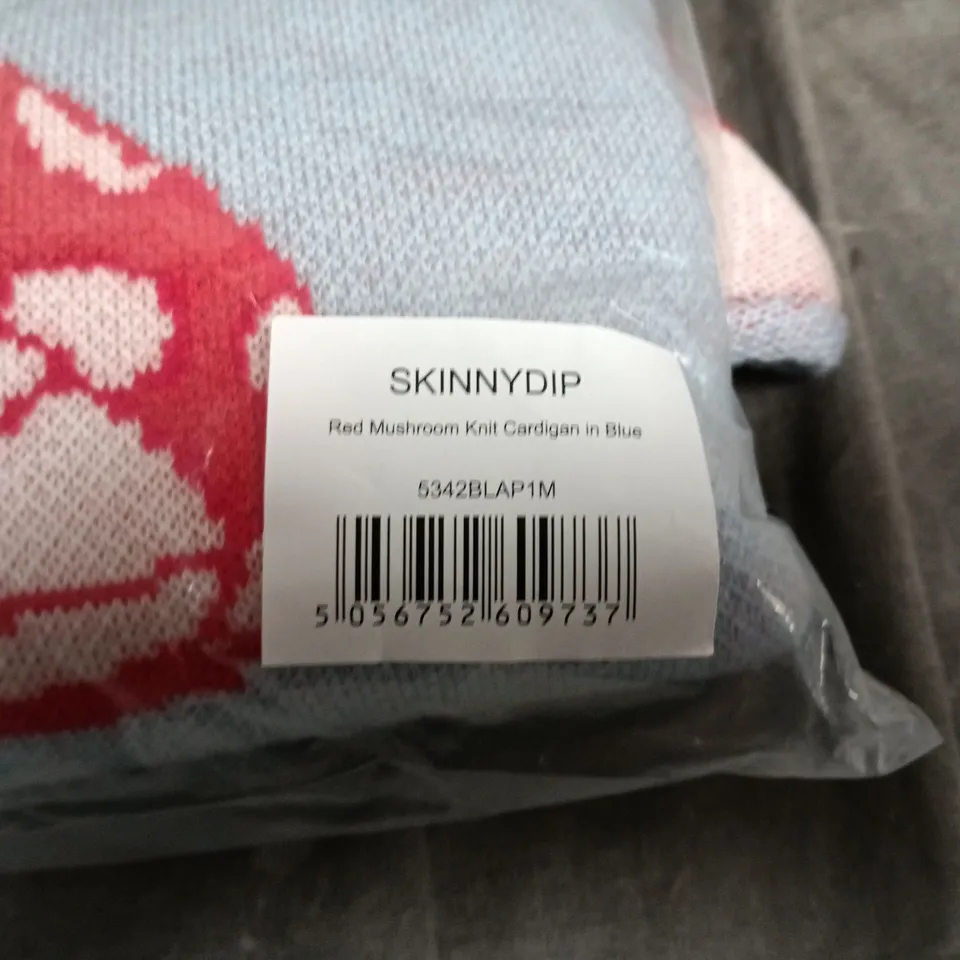 SKINNYDIP
Red Mushroom Knit Cardigan in Blue
5342BLAP1M
5 056752 609737